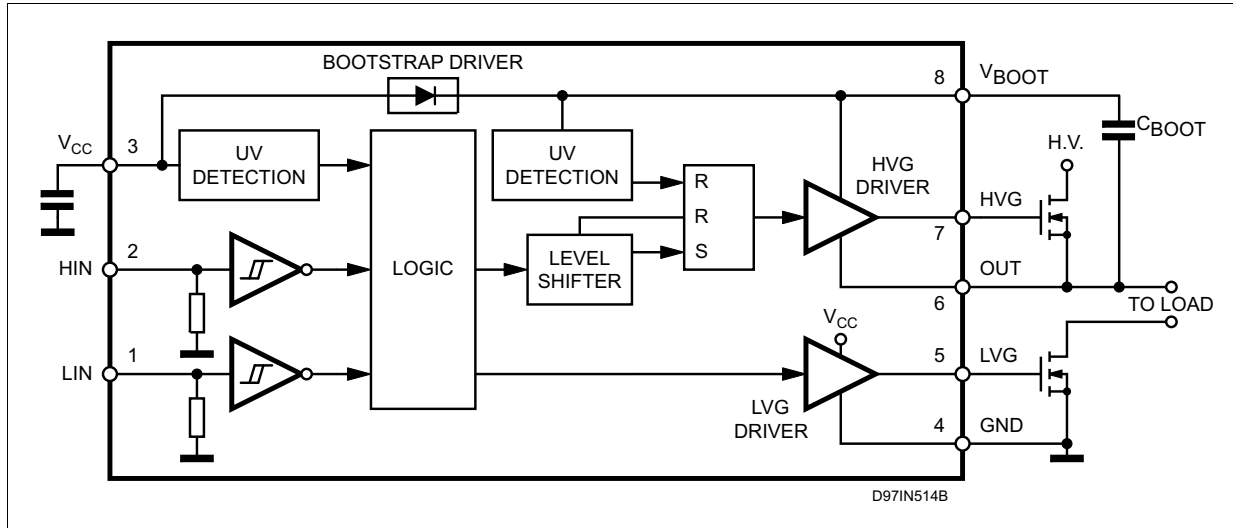 BOOTSTRAP DRIVER
8
VBOOT
CBOOT
VCC
3
UV
DETECTION
UV
DETECTION
H.V.
HVG
DRIVER
R
R
S
HVG
7
2
HIN
LOGIC
LEVEL
SHIFTER
OUT
6
TO LOAD
VCC
1
LIN
5
LVG
LVG
DRIVER
4
GND
D97IN514B